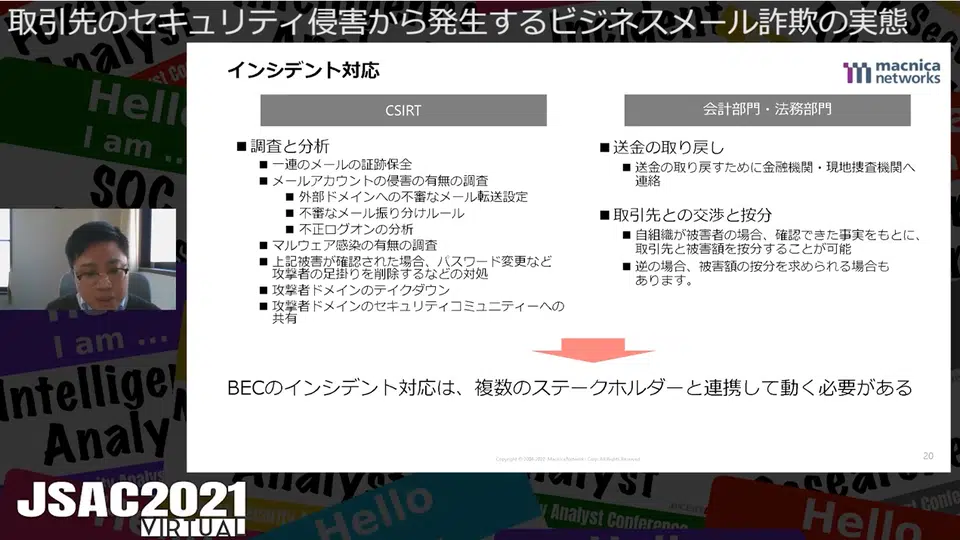 取引先のセキュリティ侵害から発生するビジネスメール詐欺の実態
インシデント対応
macnica
networks
CSIRT
■ 調査と分析
■ 一連のメールの証跡保全
■ メールアカウントの侵害の有無の調査
■ 外部ドメインへの不審なメール転送設定
■ 不審なメール振り分けルール
■ 不正ログオンの分析
■ マルウェア感染の有無の調査
■ 上記被害が確認された場合、パスワード変更など
攻撃者の足掛りを削除するなどの対処
■ 攻撃者ドメインのテイクダウン
■ 攻撃者ドメインのセキュリティコミュニティーへの
共有
会計部門・法務部門
■ 送金の取り戻し
■ 送金の取り戻すために金融機関・現地捜査機関へ
連絡
■ 取引先との交渉と按分
■ 自組織が被害者の場合、確認できた事実をもとに、
取引先と被害額を按分することが可能
■ 逆の場合、被害額の按分を求められる場合も
あります。
BECのインシデント対応は、複数のステークホルダーと連携して動く必要がある
20
Analyst
Hello
I am ...
SOC
I am ...
Intelligen
Analy
Hello
Analyst Conference
Hello
JSAC2021
VIRTUAL